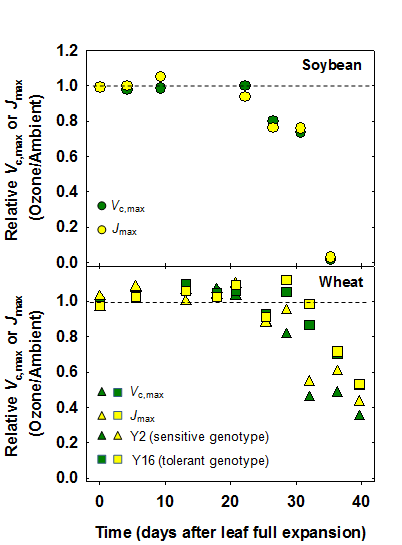 1.2
Soybean
1.0
0.8
0.6
0.4
0.2
0.0
Relative Vc,max or Jmax
(Ozone/Ambient)
Vc,max
Jmax
Wheat
1.0
0.8
0.6
0.4
0.2
0.0
Relative Vc,max or Jmax
(Ozone/Ambient)
Vc,max
Jmax
Y2 (sensitive genotype)
Y16 (tolerant genotype)
0 10 20 30 40
Time (days after leaf full expansion)